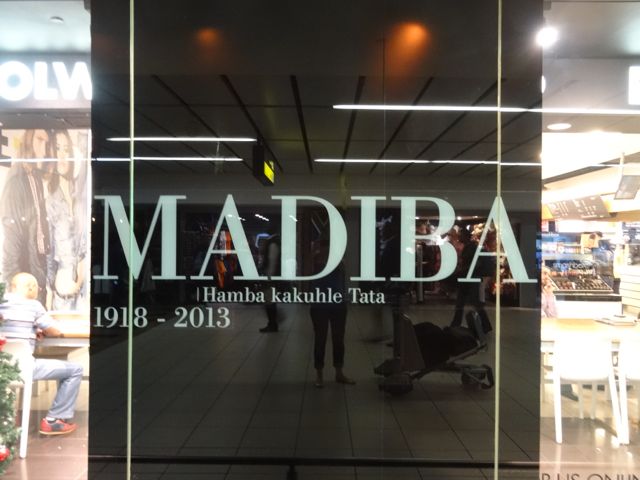 MADIBA
Hamba kakuhle Tata
1918 - 2013